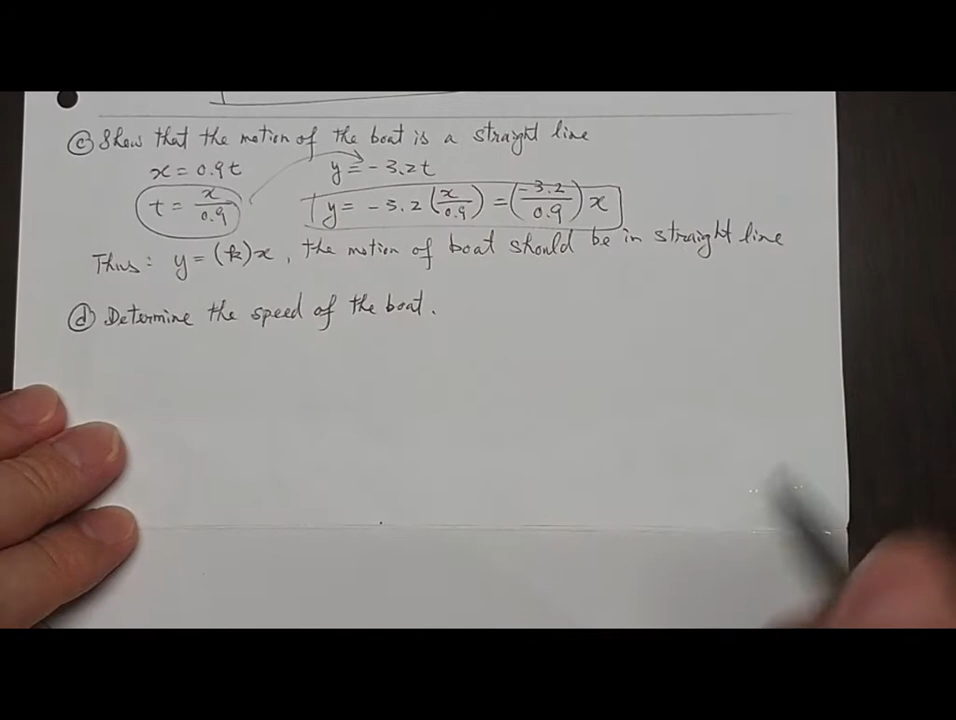 ⓒ Show that the motion of the boat is a straight line
x = 0.9t y = -3.2t
t = x/0.9 y = -3.2 (x/0.9) = (-3.2/0.9) x
Thus: y = (k)x, the motion of boat should be in straight line
ⓓ Determine the speed of the boat.